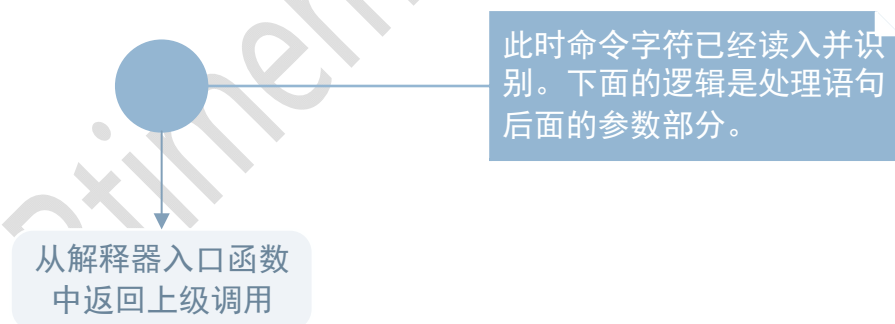 此时命令字符已经读入并识
别。下面的逻辑是处理语句
后面的参数部分。
从解释器入口函数
中返回上级调用